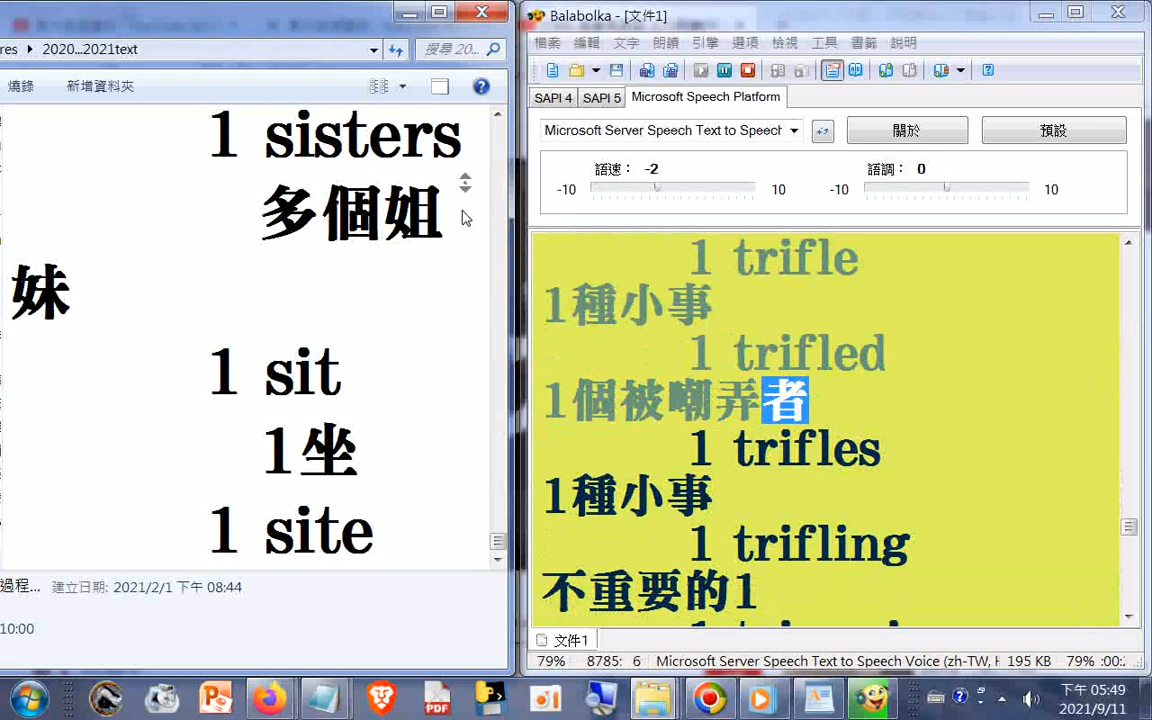 res ▸ 2020...2021text
搜尋 20...
燒錄 新增資料夾
1 sisters
多個姐
妹
1 sit
1坐
1 site
過程... 建立日期: 2021/2/1 下午 08:44
10:00
Balabolka - [文件1]
檔案 編輯 文字 朗讀 引擎 選項 檢視 工具 書籤 說明
SAPI 4 SAPI 5 Microsoft Speech Platform
Microsoft Server Speech Text to Speech
關於 預設
語速： -2 語調： 0
-10 10 -10 10
1 trifle
1種小事
1 trifled
1個被嘲弄者
1 trifles
1種小事
1 trifling
不重要的1
文件1
79% 8785: 6 Microsoft Server Speech Text to Speech Voice (zh-TW, 195 KB 79%
PDF
下午 05:49
2021/9/11